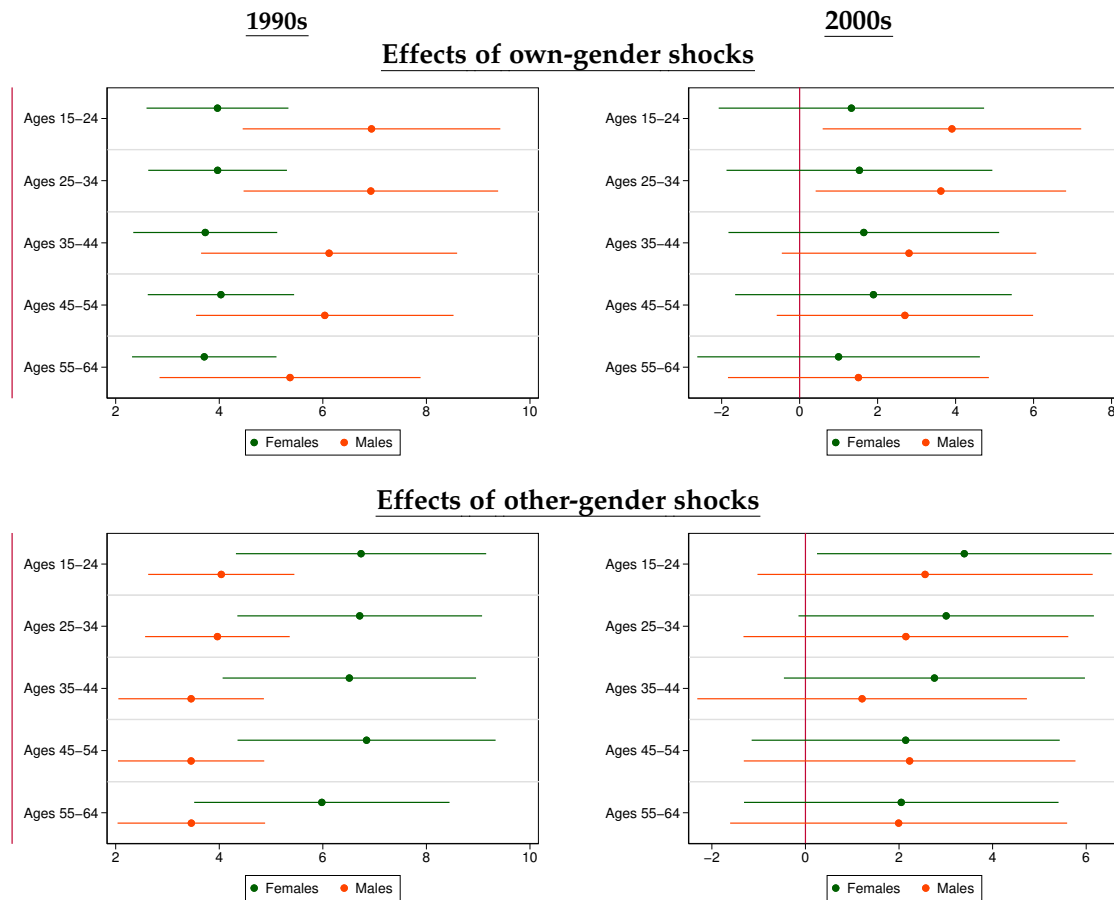 1990s
2000s
Effects of own-gender shocks
Ages 15−24
Ages 25−34
Ages 35−44
Ages 45−54
Ages 55−64
2 4 6 8 10
Females Males
Ages 15−24
Ages 25−34
Ages 35−44
Ages 45−54
Ages 55−64
−2 0 2 4 6 8
Females Males
Effects of other-gender shocks
Ages 15−24
Ages 25−34
Ages 35−44
Ages 45−54
Ages 55−64
2 4 6 8 10
Females Males
Ages 15−24
Ages 25−34
Ages 35−44
Ages 45−54
Ages 55−64
−2 0 2 4 6
Females Males